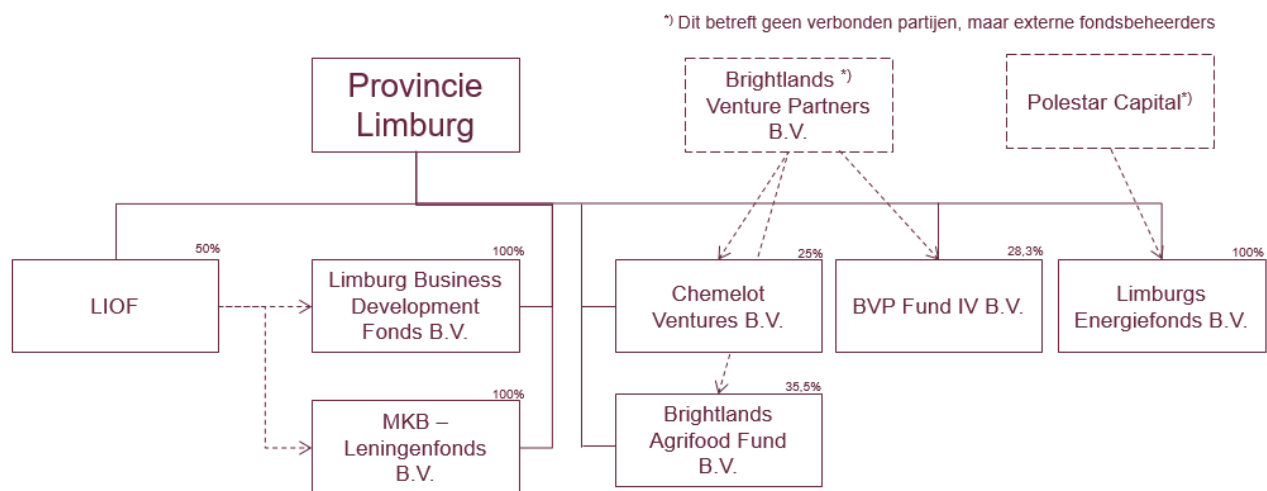 *) Dit betreft geen verbonden partijen, maar externe fondsbeheerders
Provincie
Limburg
Brightlands *)
Venture Partners
B.V.
Polestar Capital*)
50%
LIOF
100%
Limburg Business
Development
Fonds B.V.
25%
Chemelot
Ventures B.V.
28,3%
BVP Fund IV B.V.
100%
Limburgs
Energiefonds B.V.
100%
MKB –
Leningenfonds
B.V.
35,5%
Brightlands
Agrifood Fund
B.V.